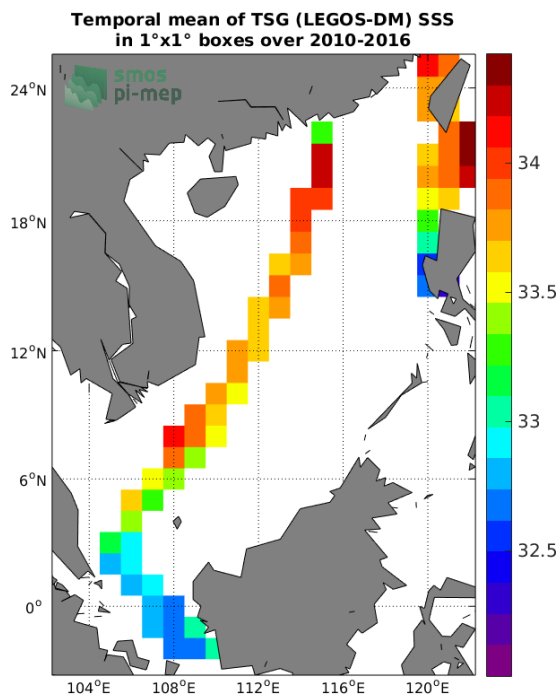 Temporal mean of TSG (LEGOS-DM) SSS
in 1°x1° boxes over 2010-2016
smos
pi-mep
24°N
18°N
12°N
6°N
0°
104°E
108°E
112°E
116°E
120°E
34
33.5
33
32.5